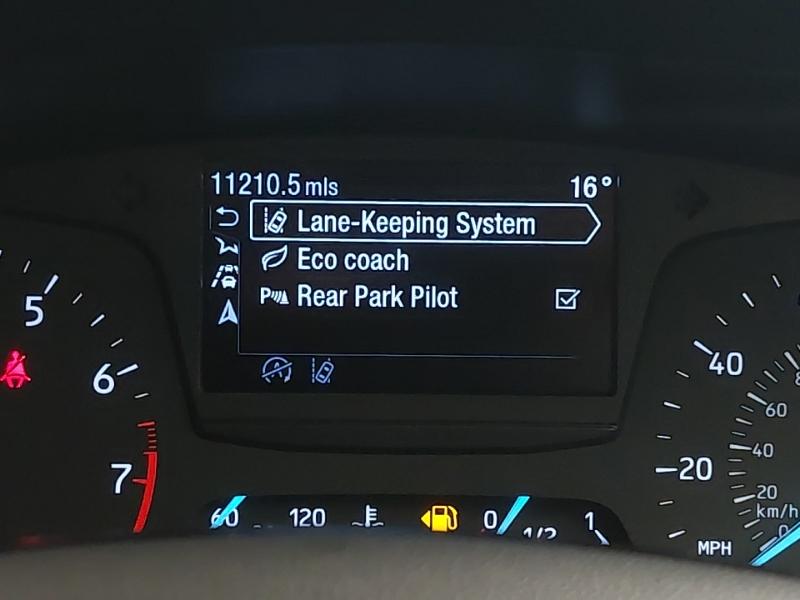 11210.5 mls 16°
Lane-Keeping System
Eco coach
P Rear Park Pilot
5
6
7
40
20
MPH
60
40
20
km/h
0
60 120 0 1/2 1